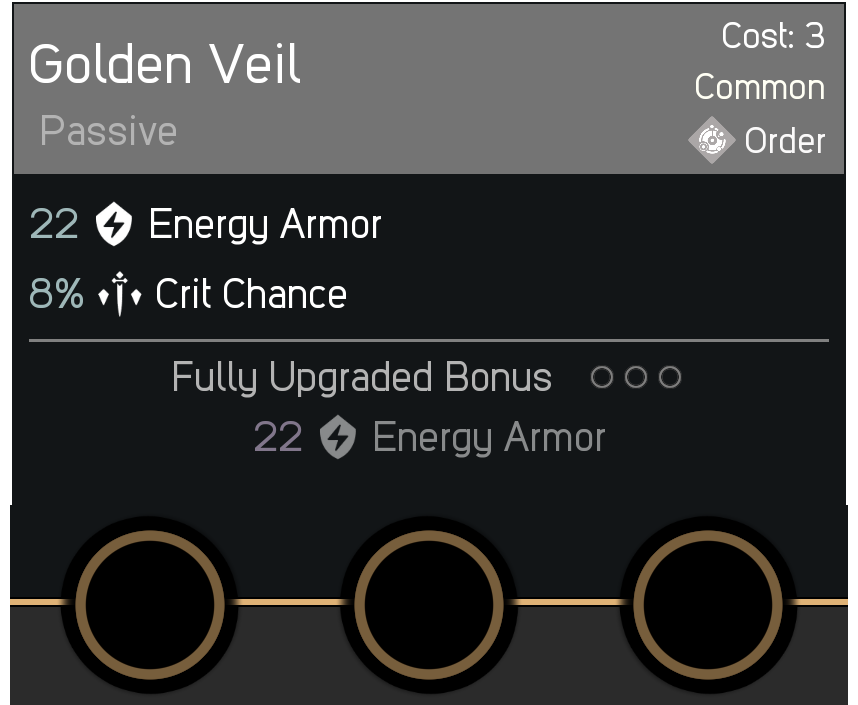 Golden Veil
Passive
Cost: 3
Common
Order
22 Energy Armor
8% Crit Chance
Fully Upgraded Bonus
22 Energy Armor